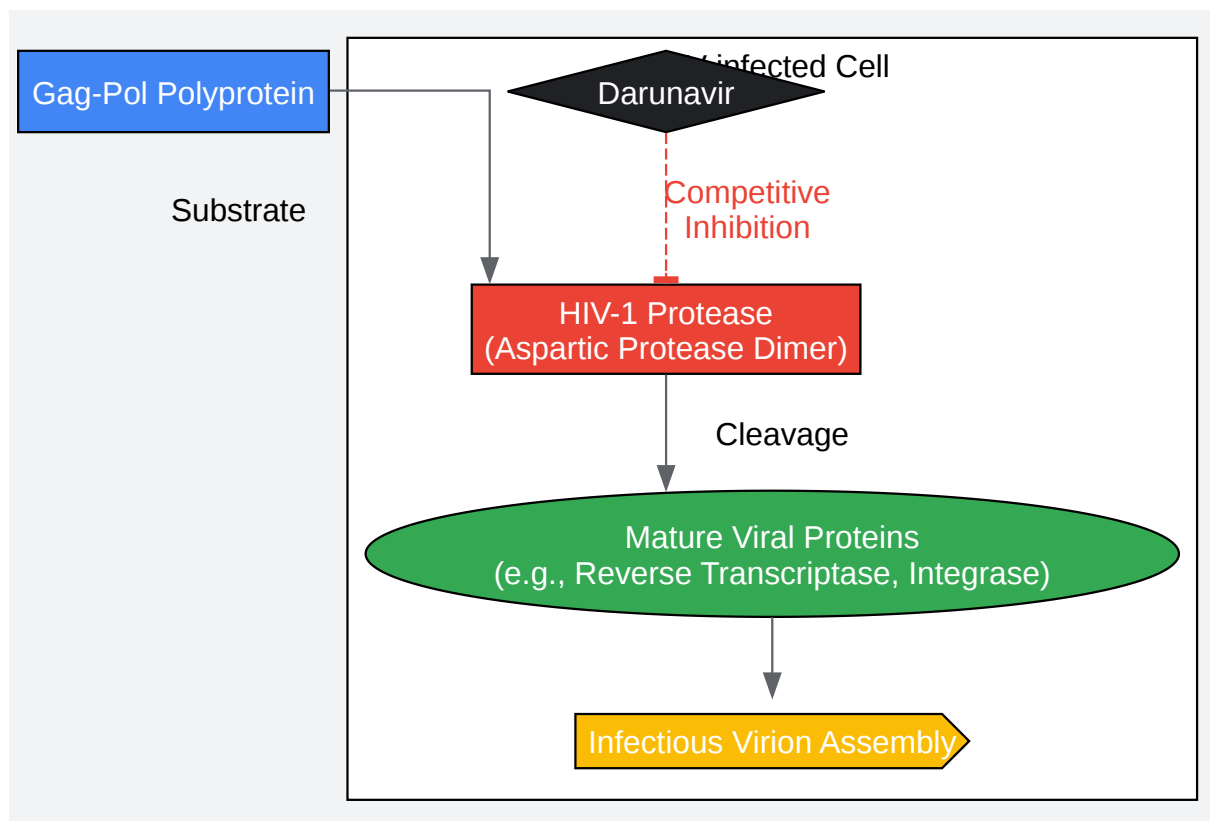 infected Cell
Gag-Pol Polyprotein
Darunavir
Competitive
Inhibition
Substrate
HIV-1 Protease
(Aspartic Protease Dimer)
Cleavage
Mature Viral Proteins
(e.g., Reverse Transcriptase, Integrase)
Infectious Virion Assembly